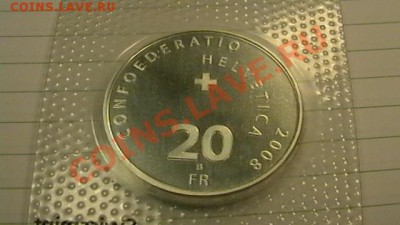 COINS.LAVE.RU
CONFOEDERATIO
HELVETICA 2008
20
B
FR
COINS.LAVE.RU